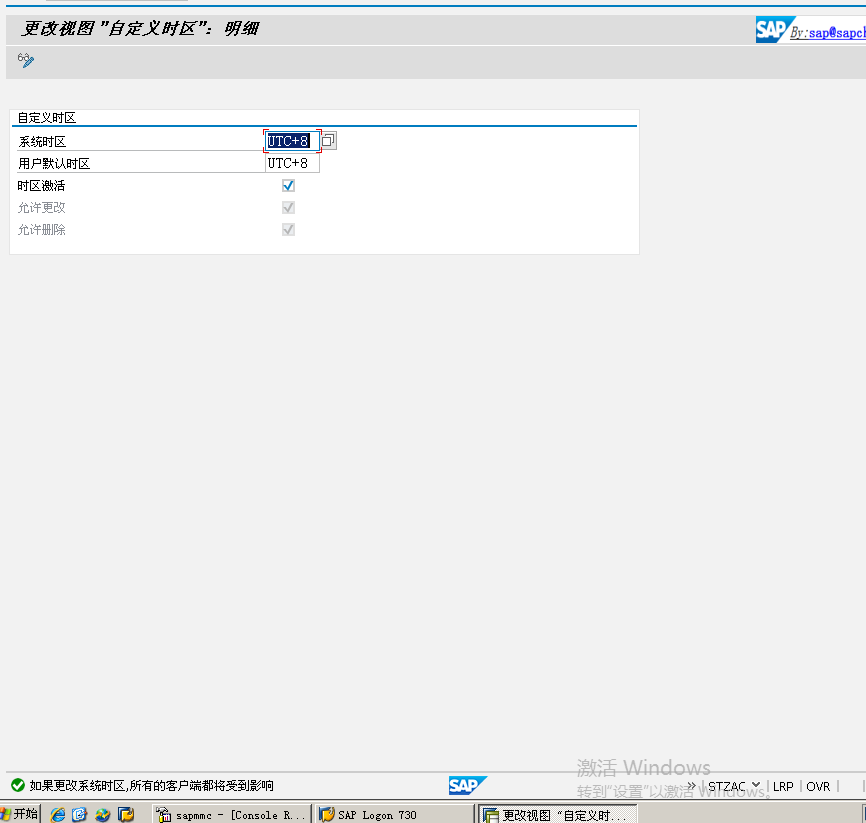 更改视图 "自定义时区": 明细
SAP By:sap@sapch
自定义时区
系统时区 UTC+8
用户默认时区 UTC+8
时区激活
允许更改
允许删除
激活 Windows
转到"设置"以激活 Windows。
如果更改系统时区,所有的客户端都将受到影响 SAP » STZAC LRP OVR
开始 sapmmc - [Console R... SAP Logon 730 更改视图 "自定义时...